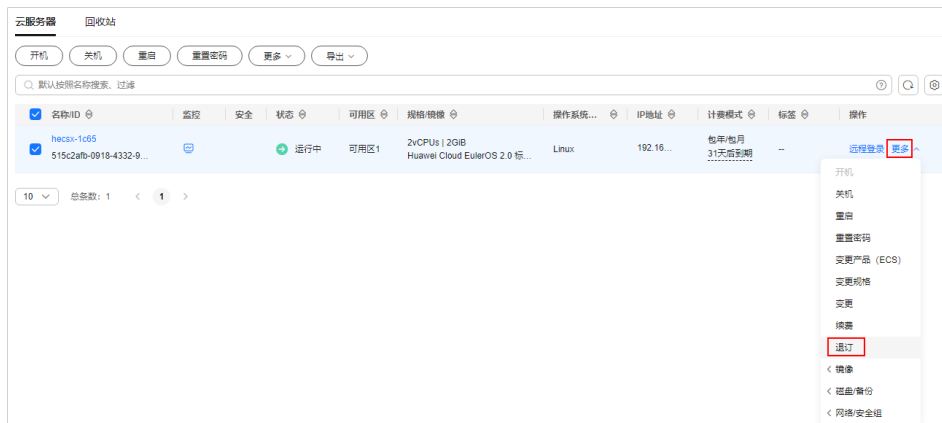 云服务器 回收站
开机 关机 重启 重置密码 更多 导出
默认按照名称搜索、过滤
名称/ID 监控 安全 状态 可用区 规格/镜像 操作系统... IP地址 计费模式 标签 操作
hecsx-1c65
515c2afb-0918-4332-9...
运行中 可用区1
2vCPUs | 2GiB
Huawei Cloud EulerOS 2.0 标...
Linux 192.16...
包年/包月
31天后到期
--
远程登录 更多
开机
关机
重启
重置密码
变更产品（ECS）
变更规格
变更
续费
退订
镜像
磁盘/备份
网络/安全组
10 总条数: 1 < 1 >